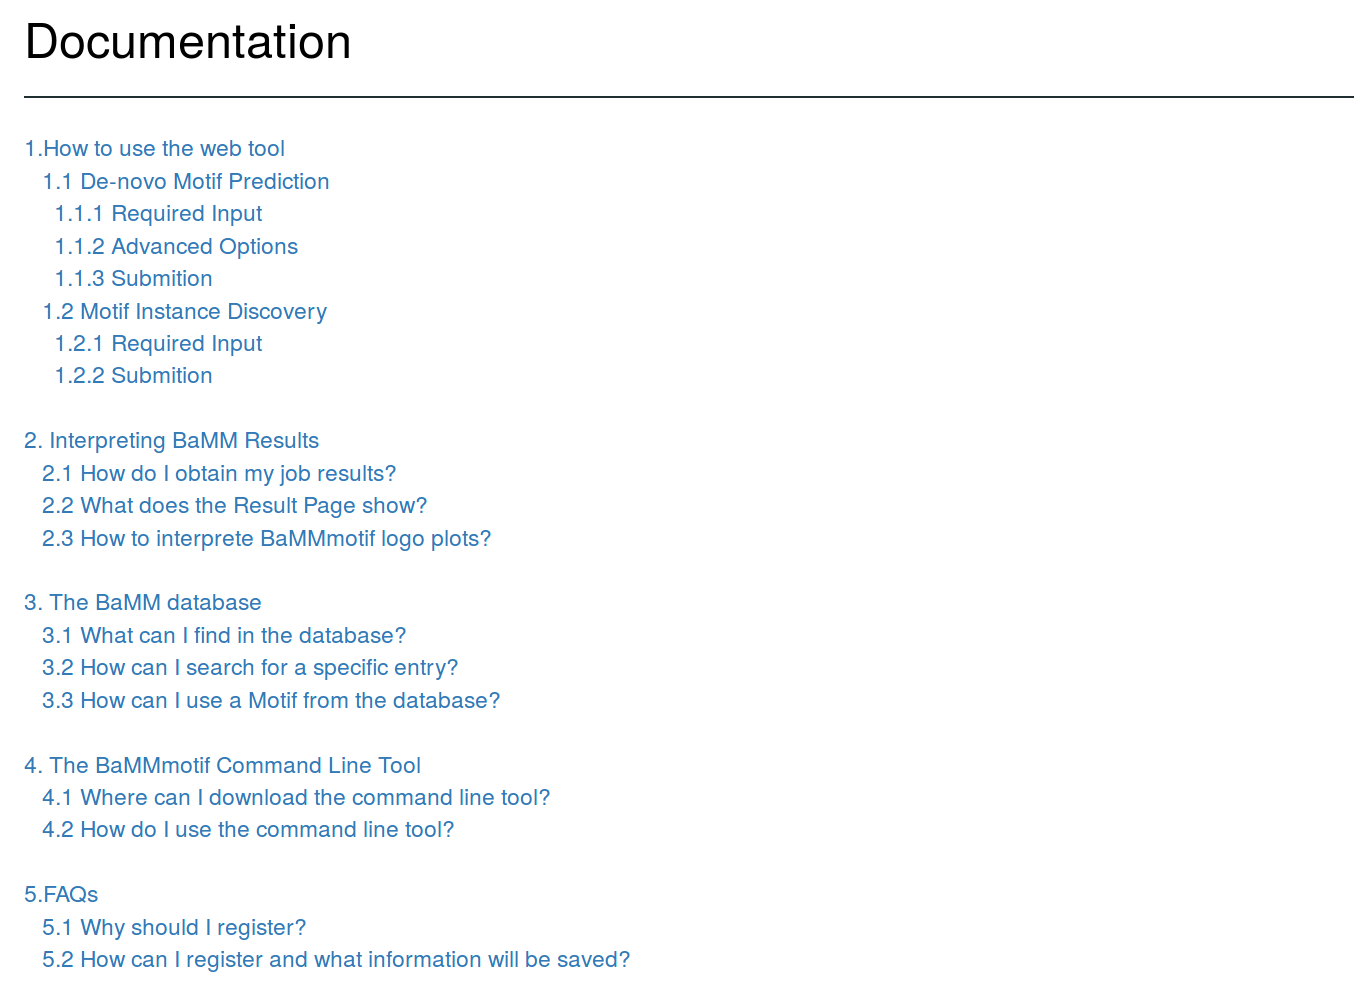 Documentation
1.How to use the web tool
1.1 De-novo Motif Prediction
1.1.1 Required Input
1.1.2 Advanced Options
1.1.3 Submition
1.2 Motif Instance Discovery
1.2.1 Required Input
1.2.2 Submition
2. Interpreting BaMM Results
2.1 How do I obtain my job results?
2.2 What does the Result Page show?
2.3 How to interprete BaMMmotif logo plots?
3. The BaMM database
3.1 What can I find in the database?
3.2 How can I search for a specific entry?
3.3 How can I use a Motif from the database?
4. The BaMMmotif Command Line Tool
4.1 Where can I download the command line tool?
4.2 How do I use the command line tool?
5.FAQs
5.1 Why should I register?
5.2 How can I register and what information will be saved?